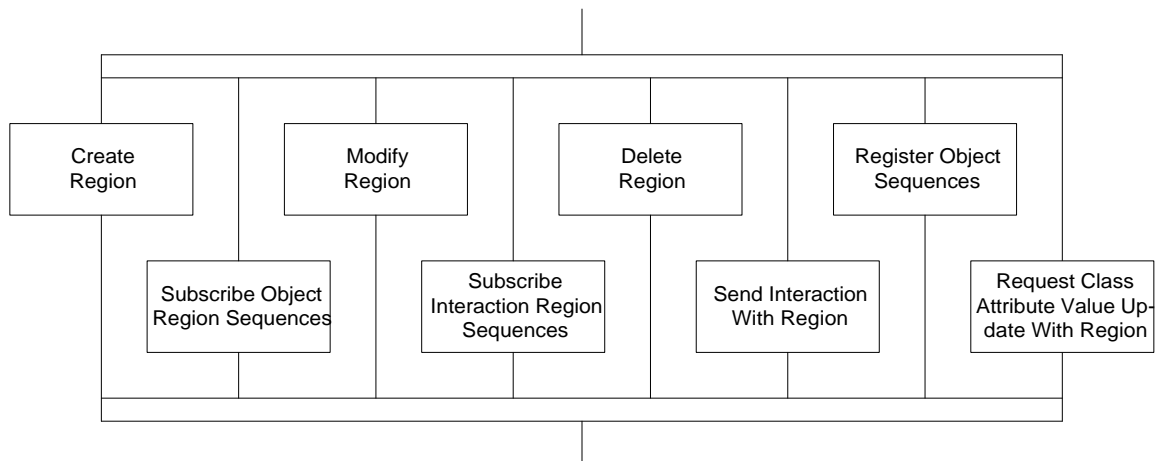 Create
Region
Modify
Region
Delete
Region
Register Object
Sequences
Subscribe Object
Region Sequences
Subscribe
Interaction Region
Sequences
Send Interaction
With Region
Request Class
Attribute Value Up-
date With Region